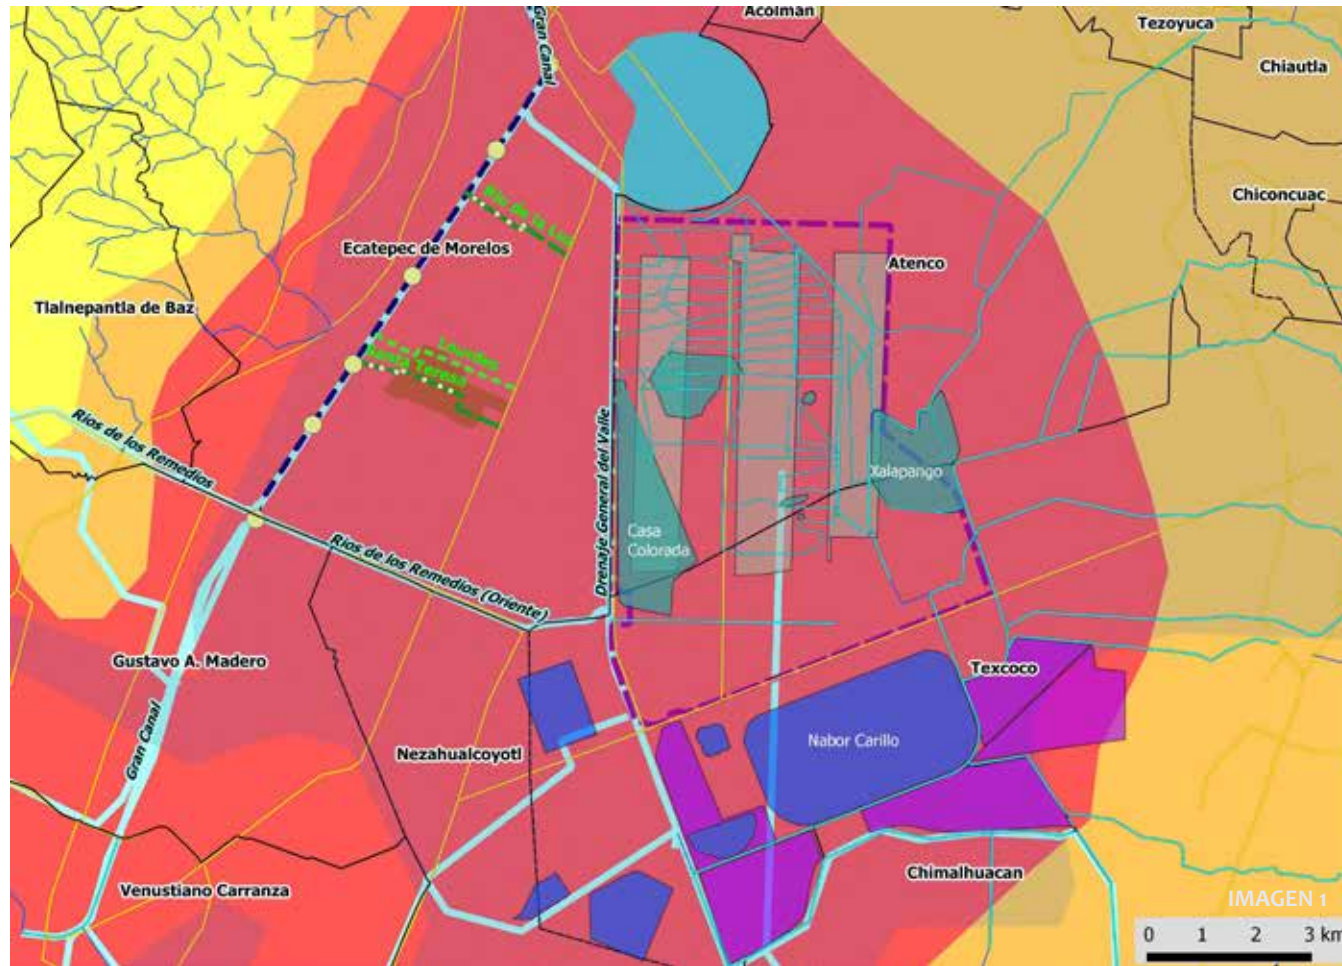 Acolman
Tezoyuca
Gran Canal
Chiautla
Chiconcuac
Río de la Luz
Ecatepec de Morelos
Atenco
Tlalnepantla de Baz
Lourdes
Santa Teresa
Ríos de los Remedios
Drenaje General del Valle
Xalapango
Casa
Colorada
Ríos de los Remedios (Oriente)
Gustavo A. Madero
Texcoco
Gran Canal
Nezahualcoyotl
Nabor Carillo
Chimalhuacan
Venustiano Carranza
IMAGEN 1
0 1 2 3 km